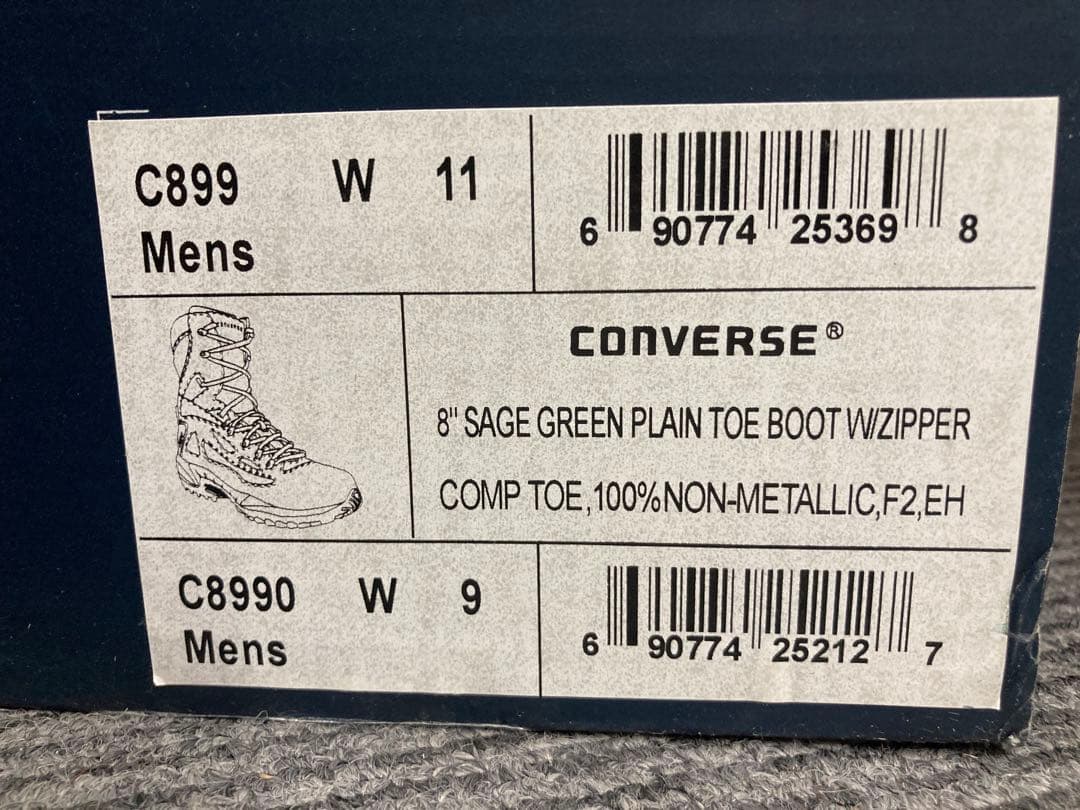 C899 W 11
Mens
6 90774 25369 8
CONVERSE®
8" SAGE GREEN PLAIN TOE BOOT W/ZIPPER
COMP TOE,100%NON-METALLIC,F2,EH
C8990 W 9
Mens
6 90774 25212 7